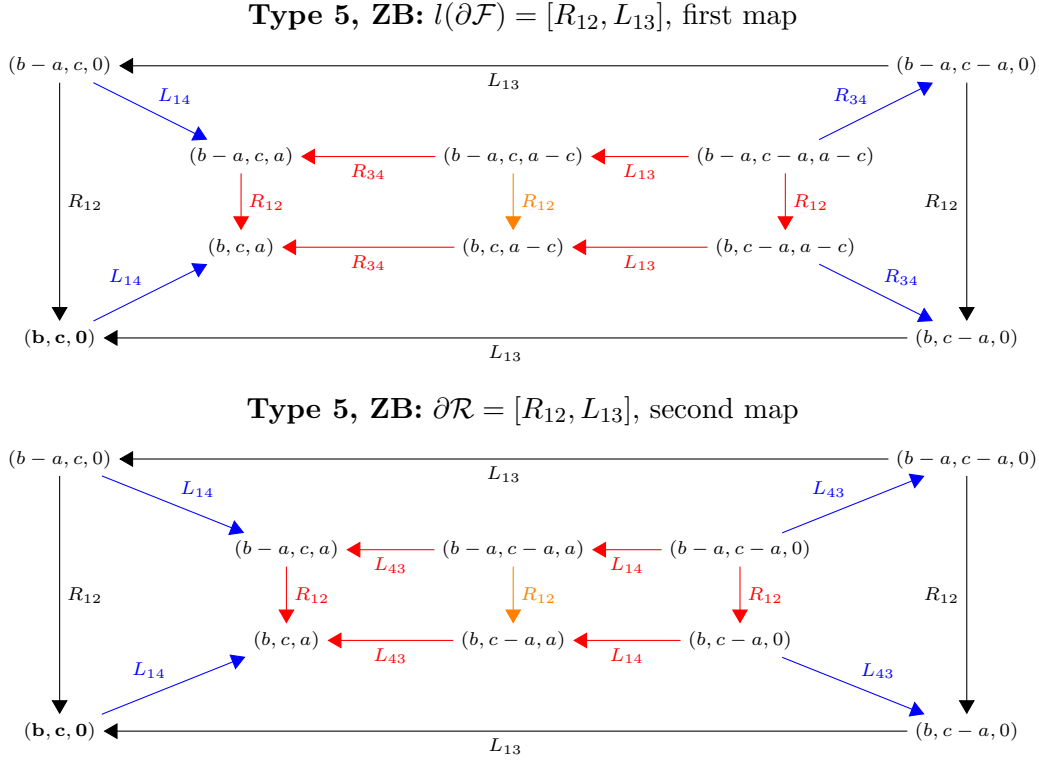 Type 5, ZB: l(∂F) = [R₁₂, L₁₃], first map
(b − a, c, 0) (b − a, c − a, 0)
L₁₃
L₁₄ R₃₄
(b − a, c, a) (b − a, c, a − c) (b − a, c − a, a − c)
R₃₄ L₁₃
R₁₂ R₁₂ R₁₂ R₁₂ R₁₂
(b, c, a) (b, c, a − c) (b, c − a, a − c)
R₃₄ L₁₃
L₁₄ R₃₄
(b, c, 0) (b, c − a, 0)
L₁₃
Type 5, ZB: ∂R = [R₁₂, L₁₃], second map
(b − a, c, 0) (b − a, c − a, 0)
L₁₃
L₁₄ L₄₃
(b − a, c, a) (b − a, c − a, a) (b − a, c − a, 0)
L₄₃ L₁₄
R₁₂ R₁₂ R₁₂ R₁₂ R₁₂
(b, c, a) (b, c − a, a) (b, c − a, 0)
L₄₃ L₁₄
L₁₄ L₄₃
(b, c, 0) (b, c − a, 0)
L₁₃